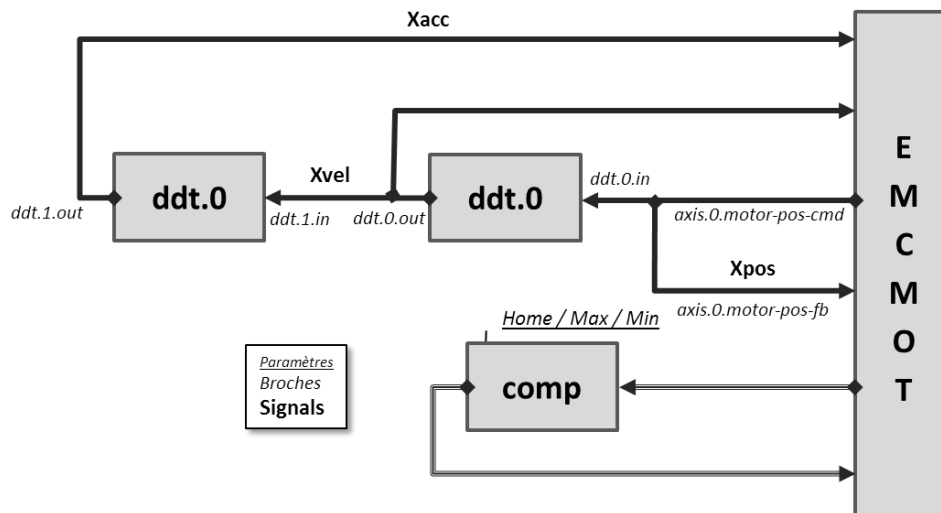 Xacc
ddt.0
ddt.1.out
Xvel
ddt.1.in
ddt.0.out
ddt.0
ddt.0.in
axis.0.motor-pos-cmd
Xpos
axis.0.motor-pos-fb
Home / Max / Min
comp
Paramètres
Broches
Signals
E
M
C
M
O
T